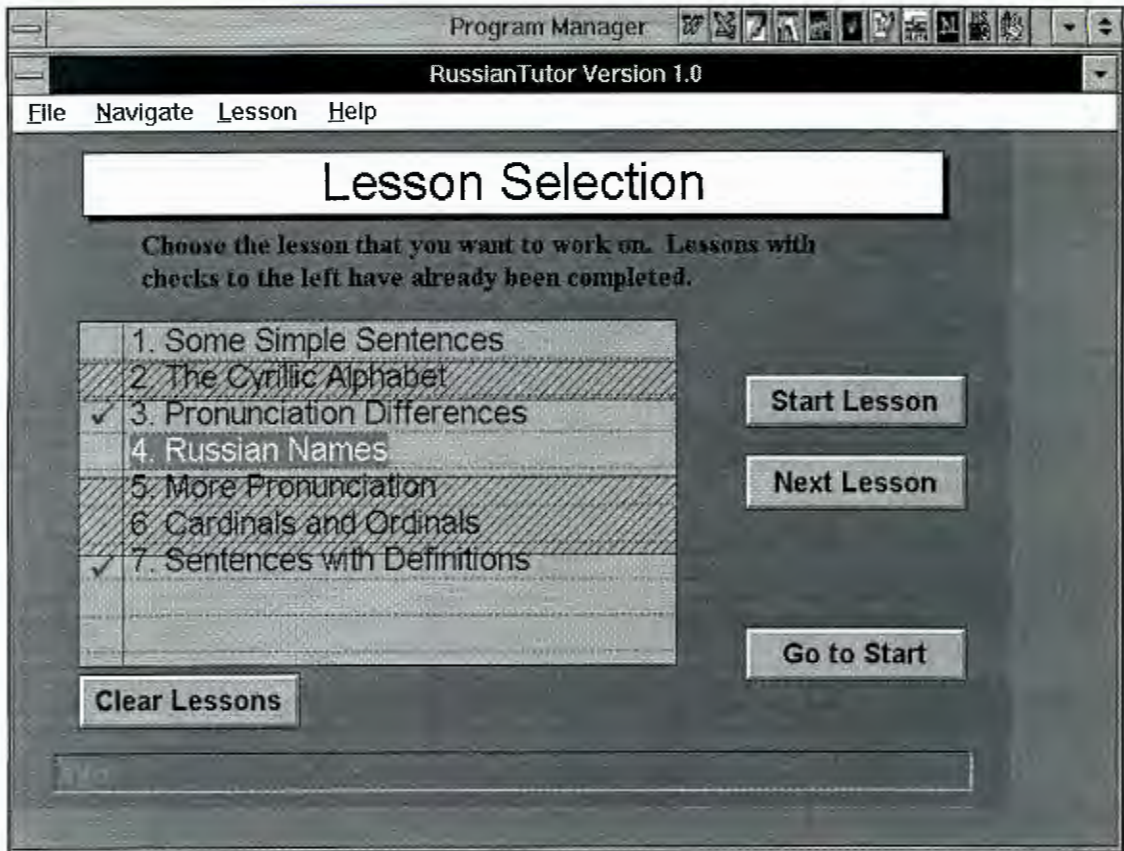 Program Manager
RussianTutor Version 1.0
File Navigate Lesson Help
Lesson Selection
Choose the lesson that you want to work on. Lessons with
checks to the left have already been completed.
1. Some Simple Sentences
2. The Cyrillic Alphabet
3. Pronunciation Differences
4. Russian Names
5. More Pronunciation
6. Cardinals and Ordinals
7. Sentences with Definitions
Start Lesson
Next Lesson
Go to Start
Clear Lessons